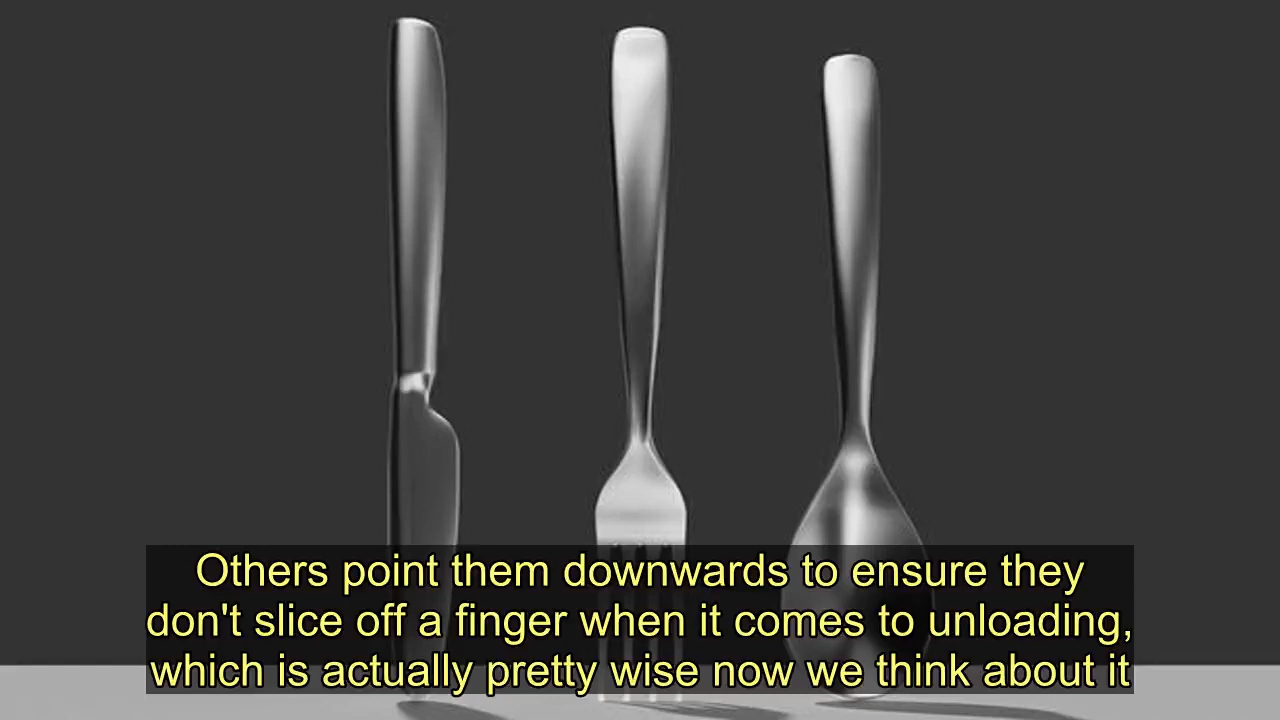 Others point them downwards to ensure they
don't slice off a finger when it comes to unloading,
which is actually pretty wise now we think about it